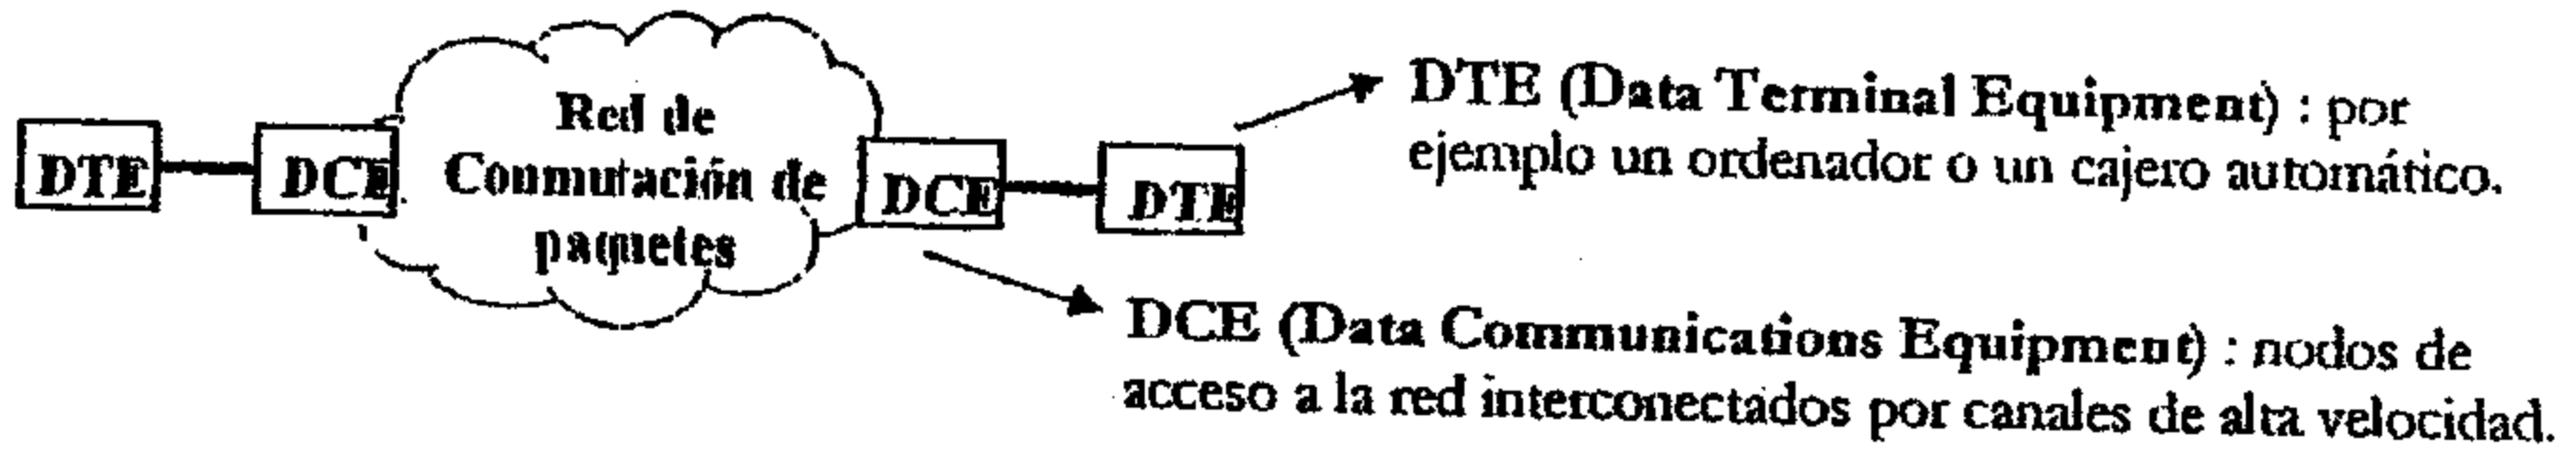 DTE
DCE
Red de
Conmutación de
paquetes
DCE
DTE
DTE (Data Terminal Equipment) : por
ejemplo un ordenador o un cajero automático.
DCE (Data Communications Equipment) : nodos de
acceso a la red interconectados por canales de alta velocidad.